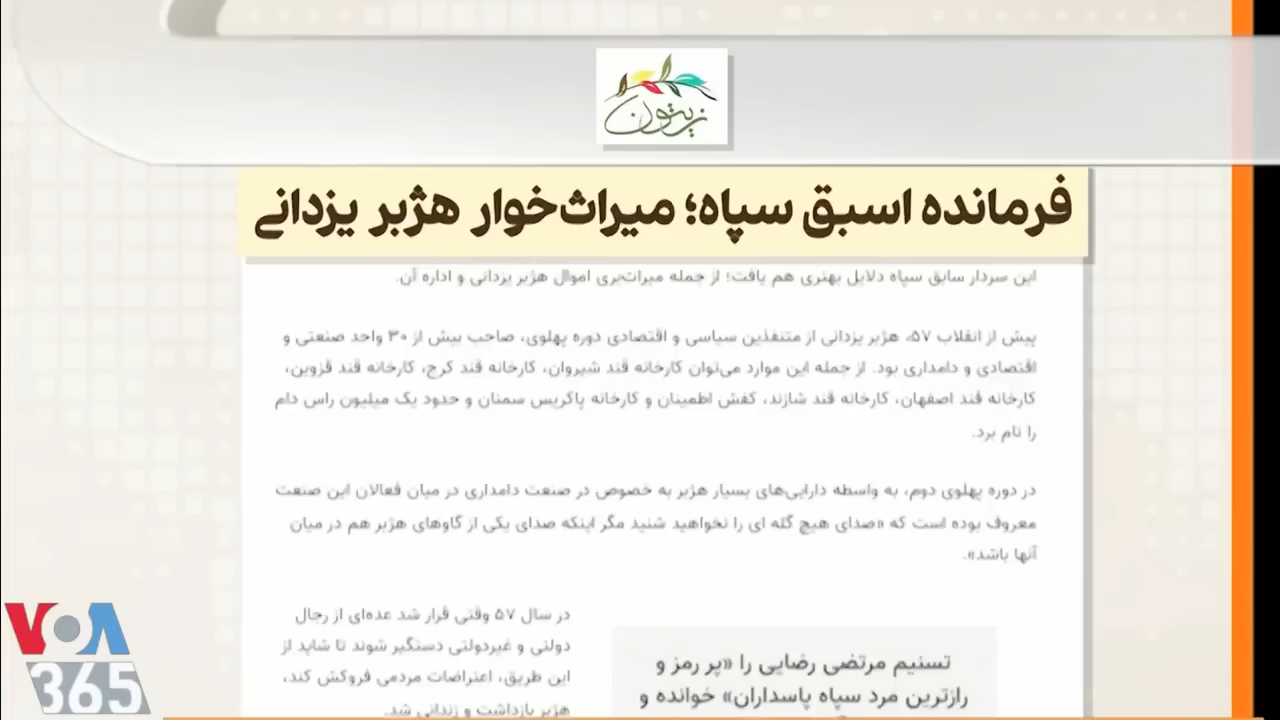 زیتون
فرمانده اسبق سپاه؛ میراث‌خوار هژبر یزدانی
این سردار سابق سپاه دلایل بهتری هم یافت؛ از جمله میراث‌بری اموال هژبر یزدانی و اداره آن.
پیش از انقلاب ۵۷، هژبر یزدانی از متنفذین سیاسی و اقتصادی دوره پهلوی، صاحب بیش از ۳۰ واحد صنعتی و
اقتصادی و دامداری بود. از جمله این موارد می‌توان کارخانه قند شیروان، کارخانه قند کرج، کارخانه قند قزوین،
کارخانه قند اصفهان، کارخانه قند شازند، کفش اطمینان و کارخانه پاکریس سمنان و حدود یک میلیون راس دام
را نام برد.
در دوره پهلوی دوم، به واسطه دارایی‌های بسیار هژبر به خصوص در صنعت دامداری در میان فعالان این صنعت
معروف بوده است که «صدای هیچ گله ای را نخواهید شنید مگر اینکه صدای یکی از گاوهای هژبر هم در میان
آنها باشد».
در سال ۵۷ وقتی قرار شد عده‌ای از رجال
دولتی و غیردولتی دستگیر شوند تا شاید از
این طریق، اعتراضات مردمی فروکش کند،
هژبر بازداشت و زندانی شد.
تسنیم مرتضی رضایی را «پر رمز و
رازترین مرد سپاه پاسداران» خوانده و
VOA
365